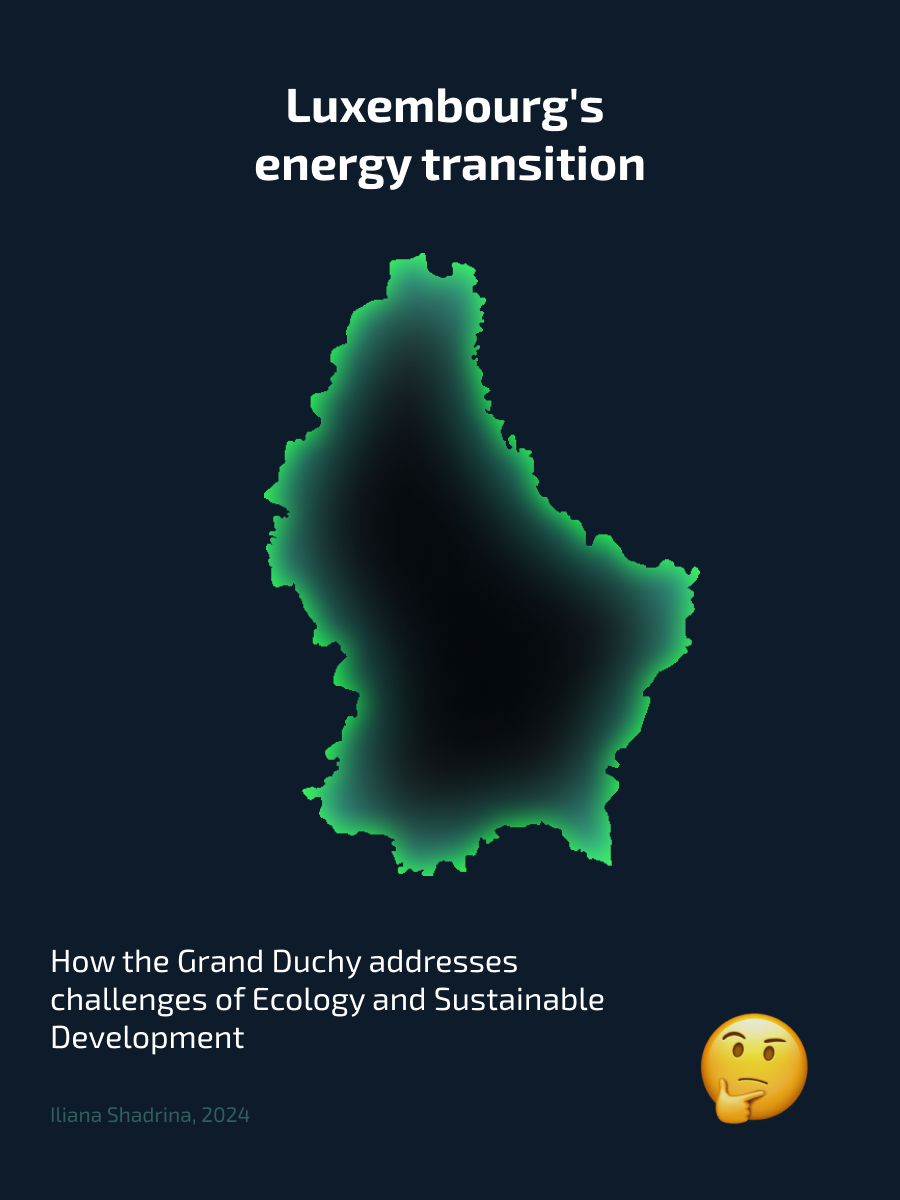 Luxembourg's
energy transition
How the Grand Duchy addresses
challenges of Ecology and Sustainable
Development
Iliana Shadrina, 2024